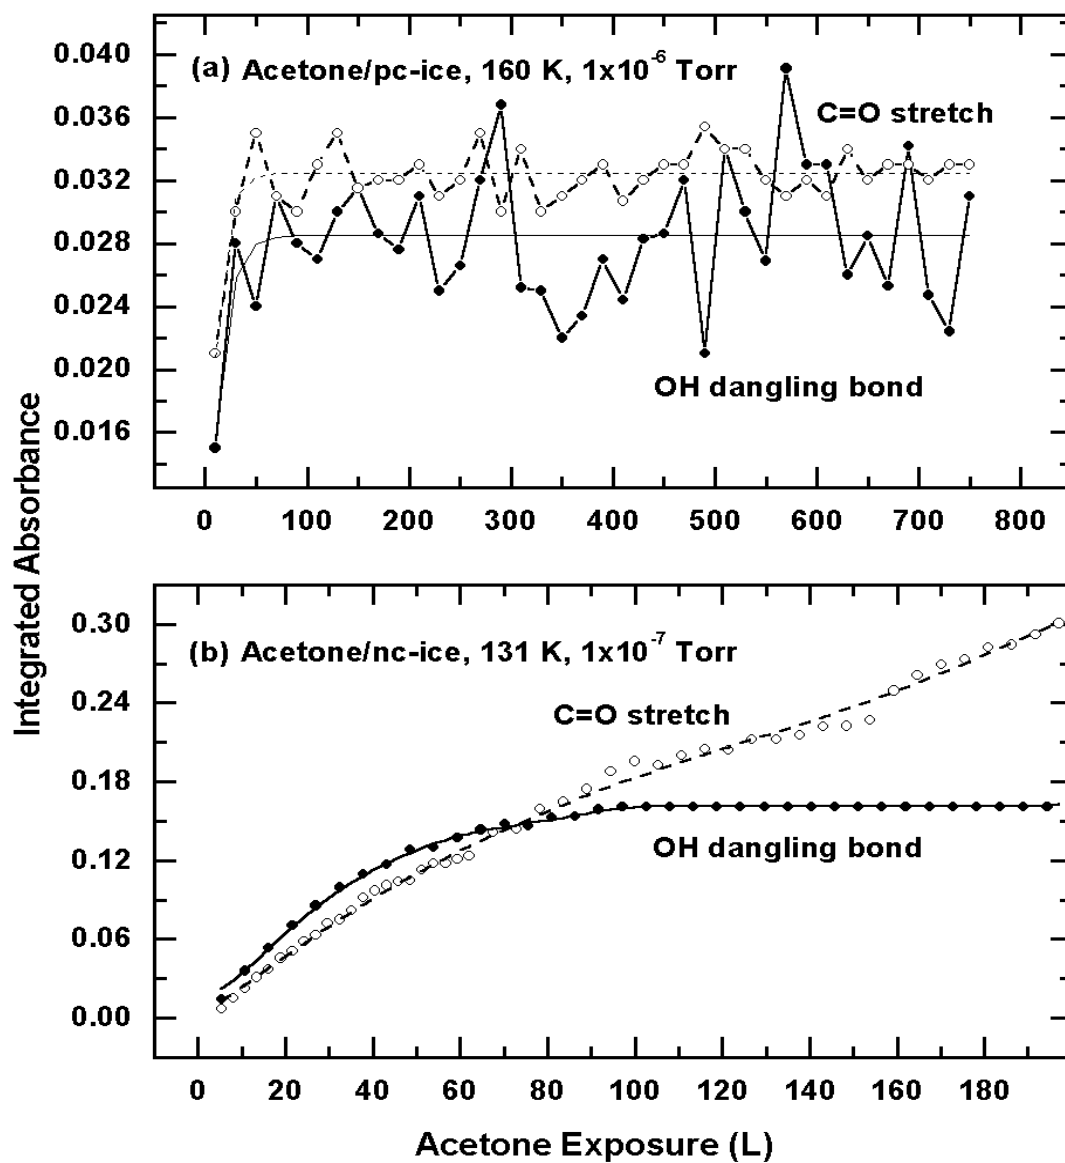 Integrated Absorbance
0.040
0.036
0.032
0.028
0.024
0.020
0.016
(a) Acetone/pc-ice, 160 K, 1x10⁻⁶ Torr
C=O stretch
OH dangling bond
0 100 200 300 400 500 600 700 800
0.30
0.24
0.18
0.12
0.06
0.00
(b) Acetone/nc-ice, 131 K, 1x10⁻⁷ Torr
C=O stretch
OH dangling bond
0 20 40 60 80 100 120 140 160 180
Acetone Exposure (L)